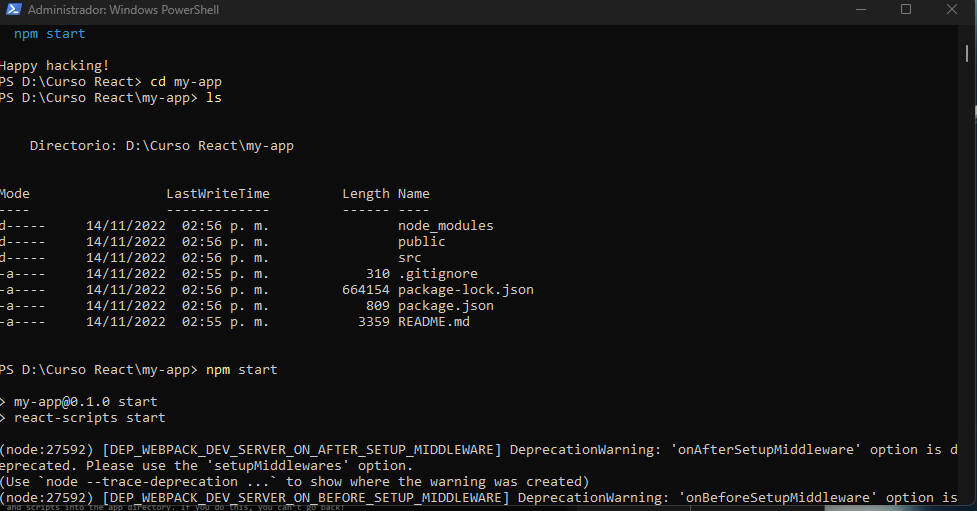 Administrador: Windows PowerShell
npm start
Happy hacking!
PS D:\Curso React> cd my-app
PS D:\Curso React\my-app> ls
Directorio: D:\Curso React\my-app
Mode                 LastWriteTime         Length Name
----                 -------------         ------ ----
d-----     14/11/2022  02:56 p. m.                node_modules
d-----     14/11/2022  02:56 p. m.                public
d-----     14/11/2022  02:56 p. m.                src
-a----     14/11/2022  02:55 p. m.            310 .gitignore
-a----     14/11/2022  02:56 p. m.         664154 package-lock.json
-a----     14/11/2022  02:56 p. m.            809 package.json
-a----     14/11/2022  02:55 p. m.           3359 README.md
PS D:\Curso React\my-app> npm start
> my-app@0.1.0 start
> react-scripts start
(node:27592) [DEP_WEBPACK_DEV_SERVER_ON_AFTER_SETUP_MIDDLEWARE] DeprecationWarning: 'onAfterSetupMiddleware' option is d
eprecated. Please use the 'setupMiddlewares' option.
(Use `node --trace-deprecation ...` to show where the warning was created)
(node:27592) [DEP_WEBPACK_DEV_SERVER_ON_BEFORE_SETUP_MIDDLEWARE] DeprecationWarning: 'onBeforeSetupMiddleware' option is
and scripts into the app directory. If you do this, you can't go back!